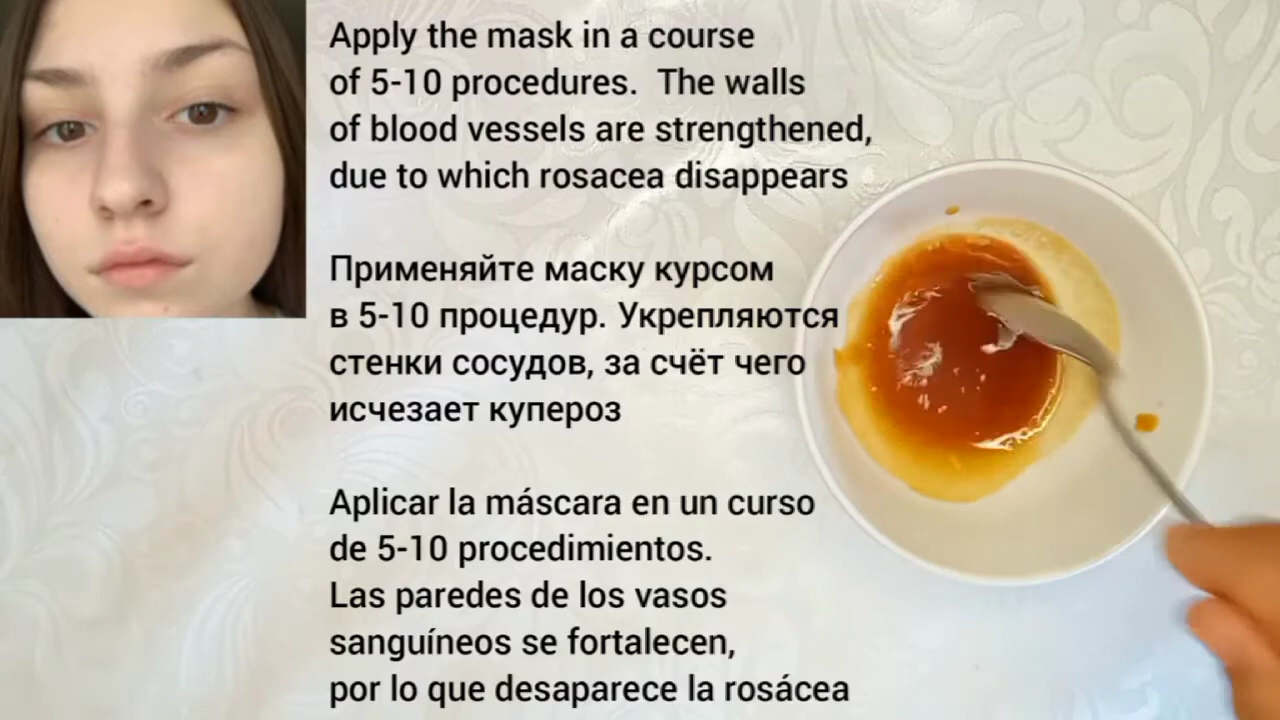 Apply the mask in a course
of 5-10 procedures. The walls
of blood vessels are strengthened,
due to which rosacea disappears
Применяйте маску курсом
в 5-10 процедур. Укрепляются
стенки сосудов, за счёт чего
исчезает купероз
Aplicar la máscara en un curso
de 5-10 procedimientos.
Las paredes de los vasos
sanguíneos se fortalecen,
por lo que desaparece la rosácea